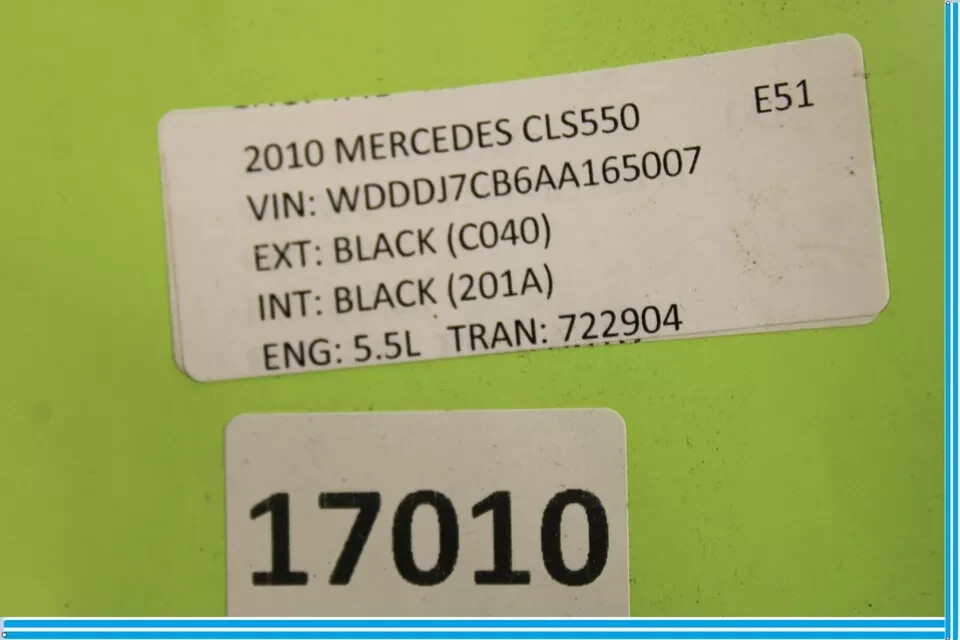 2010 MERCEDES CLS550 E51
VIN: WDDDJ7CB6AA165007
EXT: BLACK (C040)
INT: BLACK (201A)
ENG: 5.5L TRAN: 722904
17010